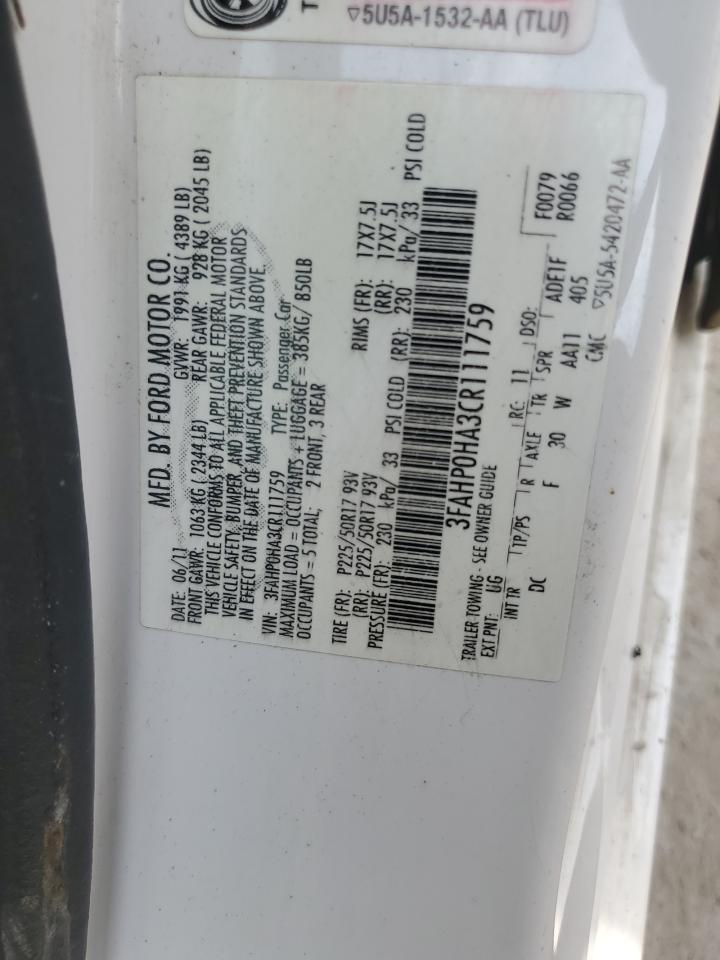 ▽5U5A-1532-AA (TLU)
MFD. BY FORD MOTOR CO.
DATE: 06/11 GVWR: 1991 KG ( 4389 LB)
FRONT GAWR: 1063 KG ( 2344 LB) REAR GAWR: 928 KG ( 2045 LB)
THIS VEHICLE CONFORMS TO ALL APPLICABLE FEDERAL MOTOR
VEHICLE SAFETY, BUMPER, AND THEFT PREVENTION STANDARDS
IN EFFECT ON THE DATE OF MANUFACTURE SHOWN ABOVE.
VIN: 3FAHP0HA3CR111759 TYPE: Passenger Car
MAXIMUM LOAD = OCCUPANTS + LUGGAGE = 385KG/ 850LB
OCCUPANTS = 5 TOTAL; 2 FRONT, 3 REAR
TIRE (FR): P225/50R17 93V RIMS (FR): 17X7.5J
(RR): P225/50R17 93V (RR): 17X7.5J
PRESSURE (FR): 230 kPa/ 33 PSI COLD (RR): 230 kPa/ 33 PSI COLD
3FAHP0HA3CR111759
TRAILER TOWING - SEE OWNER GUIDE
EXT PNT: UG RC: 11 DSO: F0079
R0066
INT TR TP/PS R AXLE TR SPR ADE1F
DC F 30 W AA11 405
CMC ▽5U5A-5420472-AA